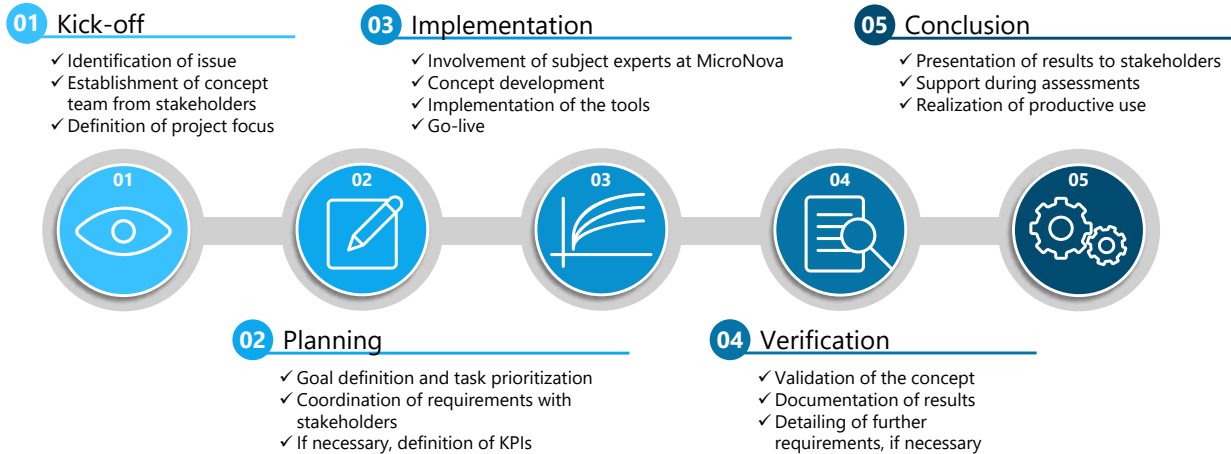 01 Kick-off
✓ Identification of issue
✓ Establishment of concept
team from stakeholders
✓ Definition of project focus
03 Implementation
✓ Involvement of subject experts at MicroNova
✓ Concept development
✓ Implementation of the tools
✓ Go-live
05 Conclusion
✓ Presentation of results to stakeholders
✓ Support during assessments
✓ Realization of productive use
01
02
03
04
05
02 Planning
✓ Goal definition and task prioritization
✓ Coordination of requirements with
stakeholders
✓ If necessary, definition of KPIs
04 Verification
✓ Validation of the concept
✓ Documentation of results
✓ Detailing of further
requirements, if necessary